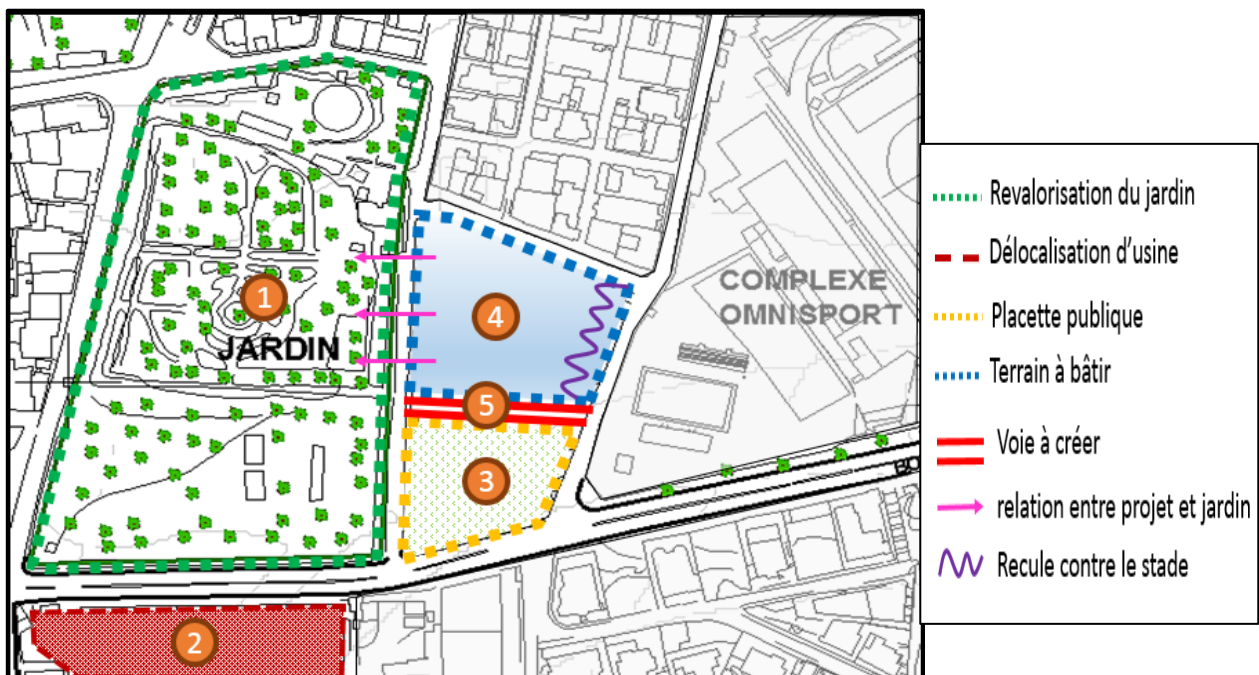 COMPLEXE
OMNISPORT
1
4
JARDIN
5
3
BO
2
Revalorisation du jardin
Délocalisation d'usine
Placette publique
Terrain à bâtir
Voie à créer
relation entre projet et jardin
Recule contre le stade